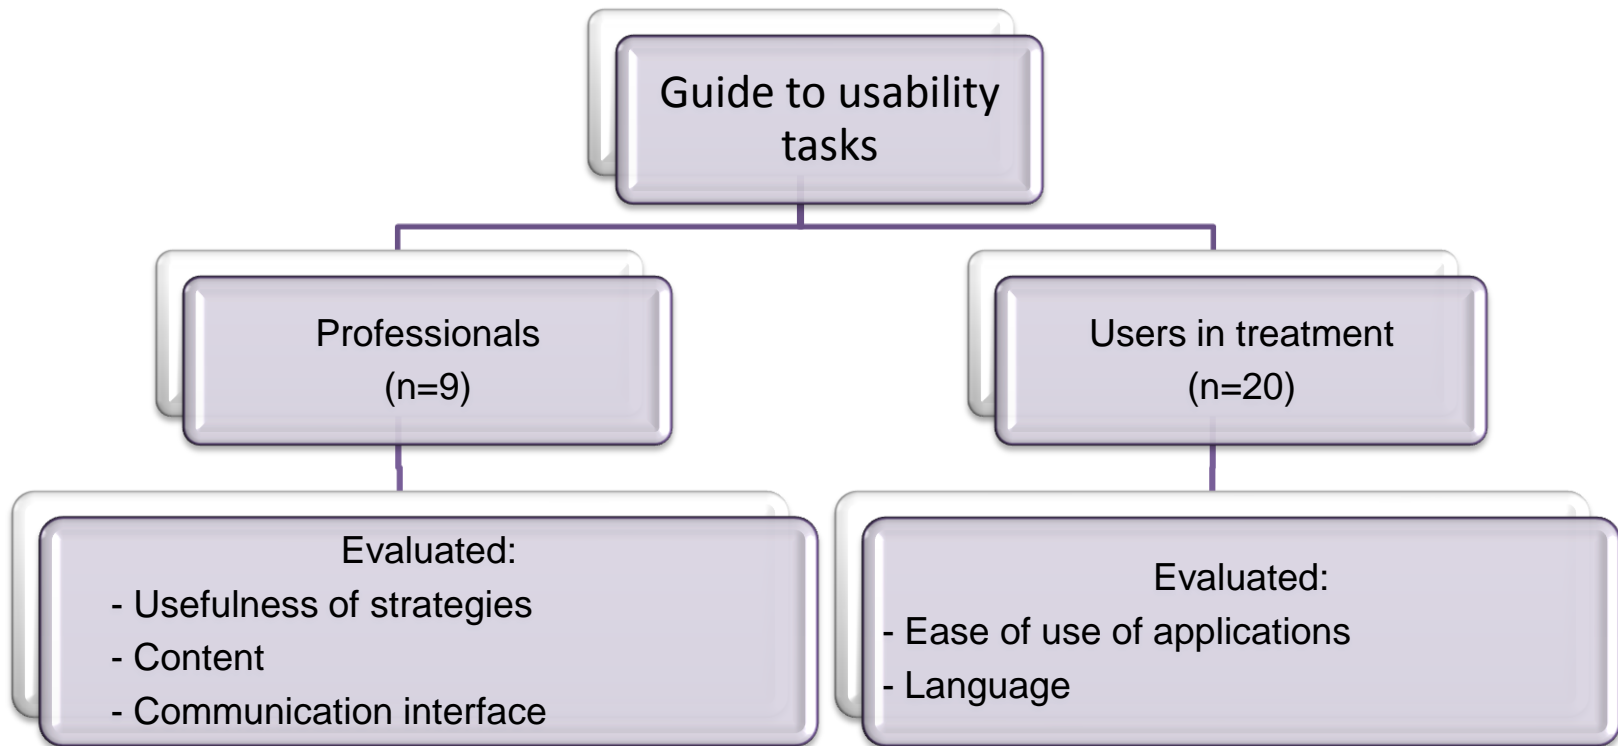 Guide to usability
tasks
Professionals
(n=9)
Users in treatment
(n=20)
Evaluated:
- Usefulness of strategies
- Content
- Communication interface
Evaluated:
- Ease of use of applications
- Language